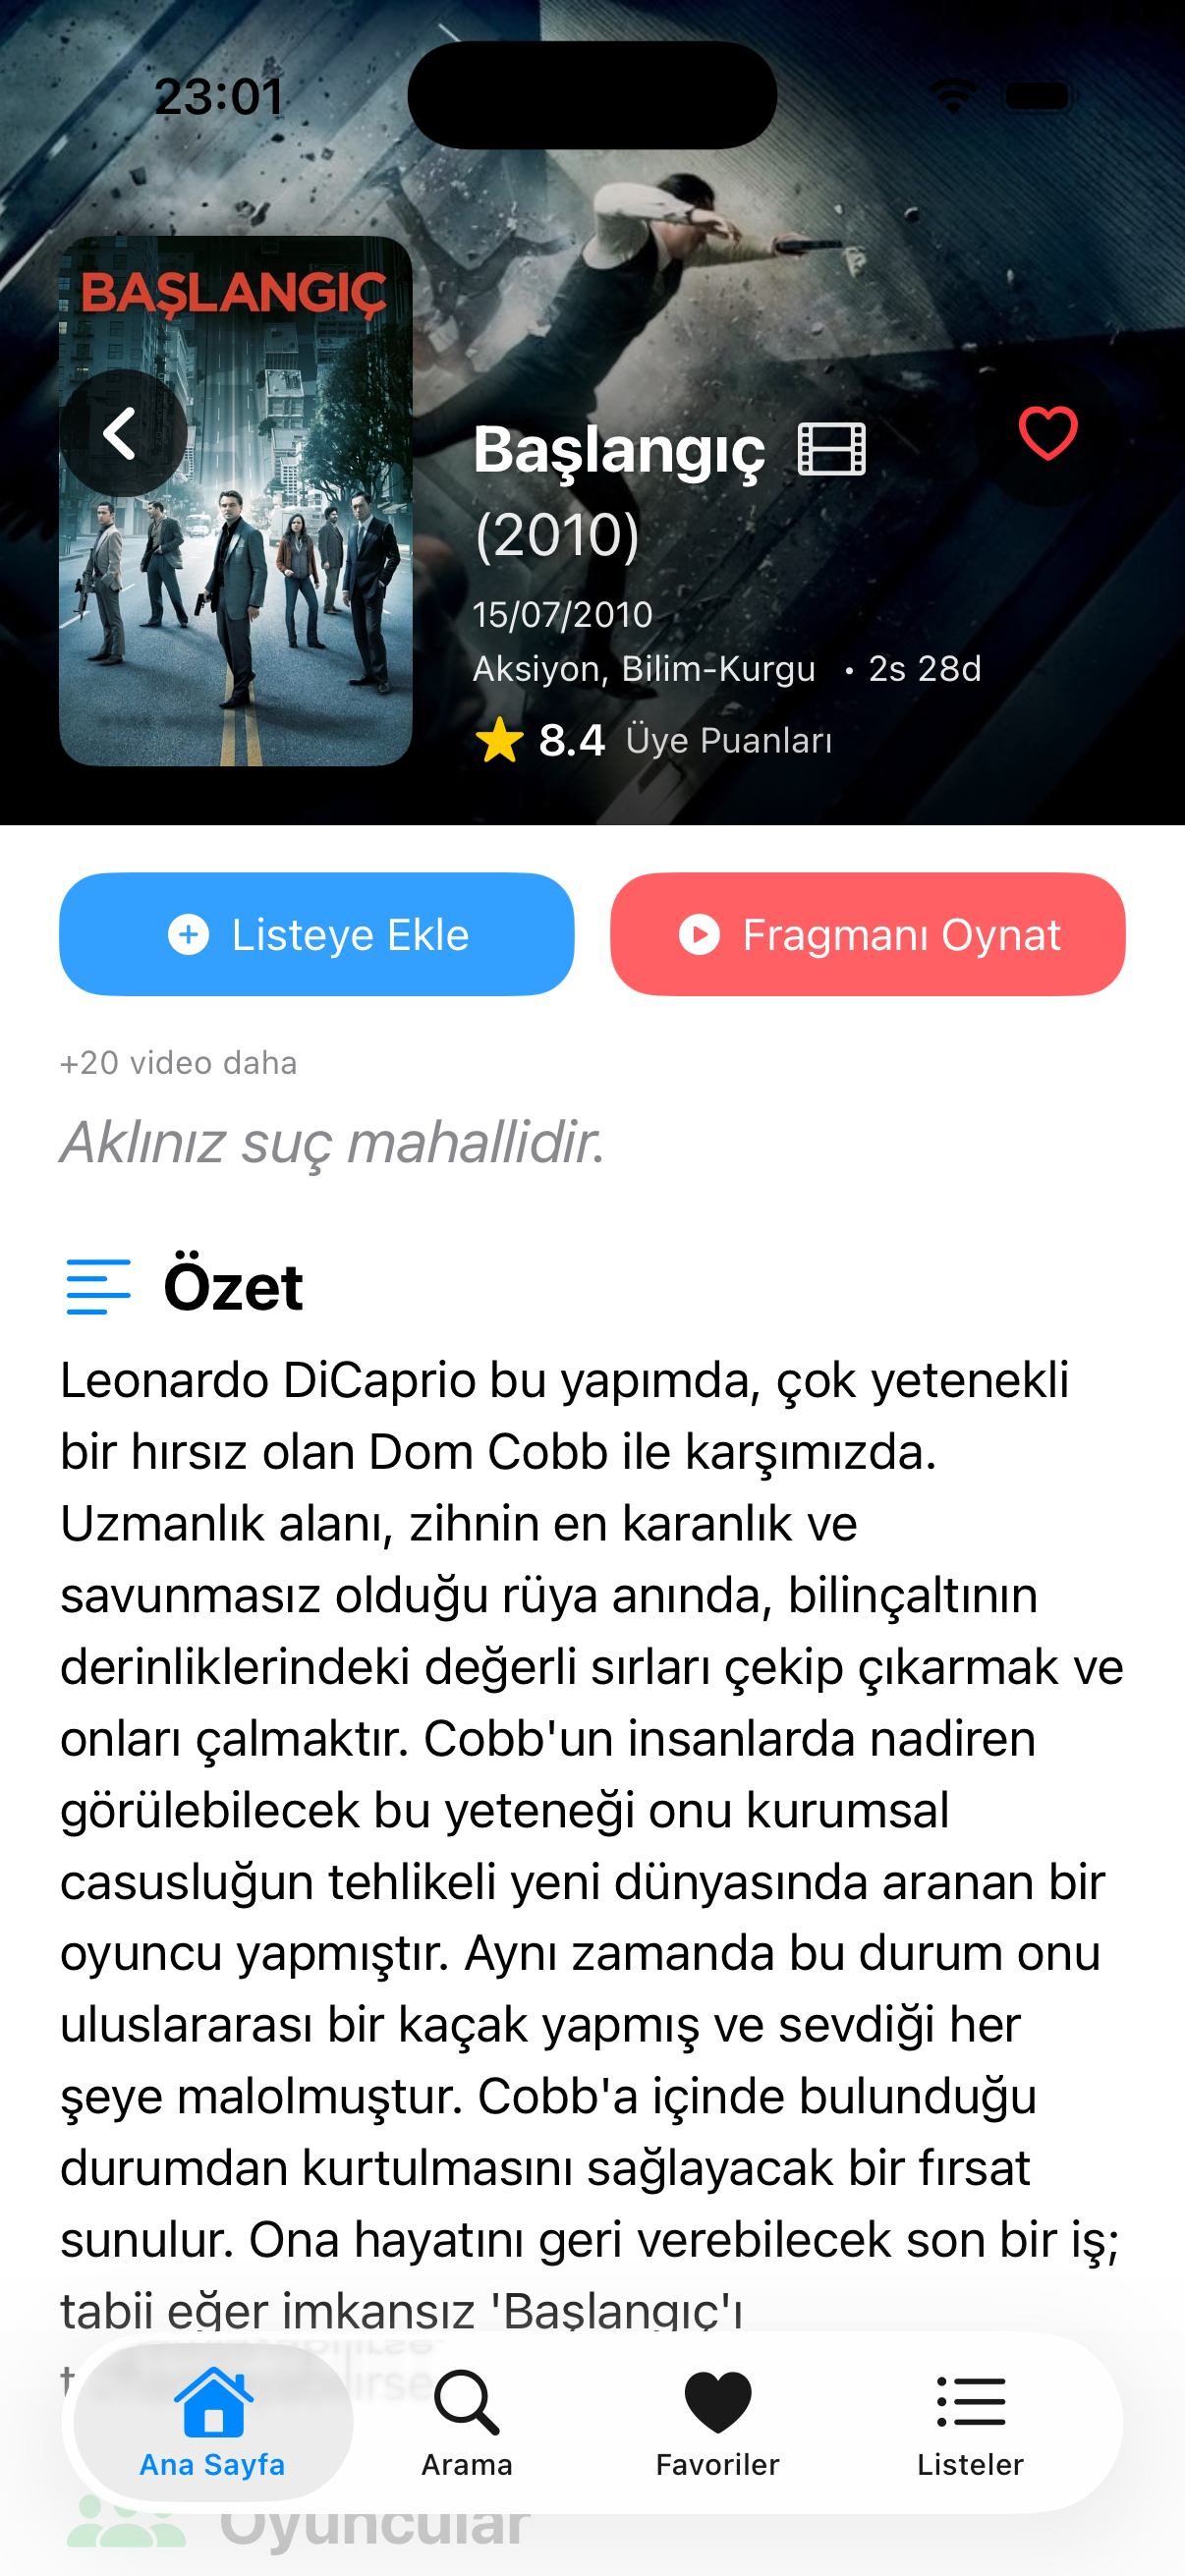 23:01
BAŞLANGIÇ
Başlangıç
(2010)
15/07/2010
Aksiyon, Bilim-Kurgu • 2s 28d
8.4 Üye Puanları
Listeye Ekle
Fragmanı Oynat
+20 video daha
Aklınız suç mahallidir.
Özet
Leonardo DiCaprio bu yapımda, çok yetenekli
bir hırsız olan Dom Cobb ile karşımızda.
Uzmanlık alanı, zihnin en karanlık ve
savunmasız olduğu rüya anında, bilinçaltının
derinliklerindeki değerli sırları çekip çıkarmak ve
onları çalmaktır. Cobb'un insanlarda nadiren
görülebilecek bu yeteneği onu kurumsal
casusluğun tehlikeli yeni dünyasında aranan bir
oyuncu yapmıştır. Aynı zamanda bu durum onu
uluslararası bir kaçak yapmış ve sevdiği her
şeye malolmuştur. Cobb'a içinde bulunduğu
durumdan kurtulmasını sağlayacak bir fırsat
sunulur. Ona hayatını geri verebilecek son bir iş;
tabii eğer imkansız 'Başlangıç'ı
Ana Sayfa
Arama
Favoriler
Listeler
Oyuncular